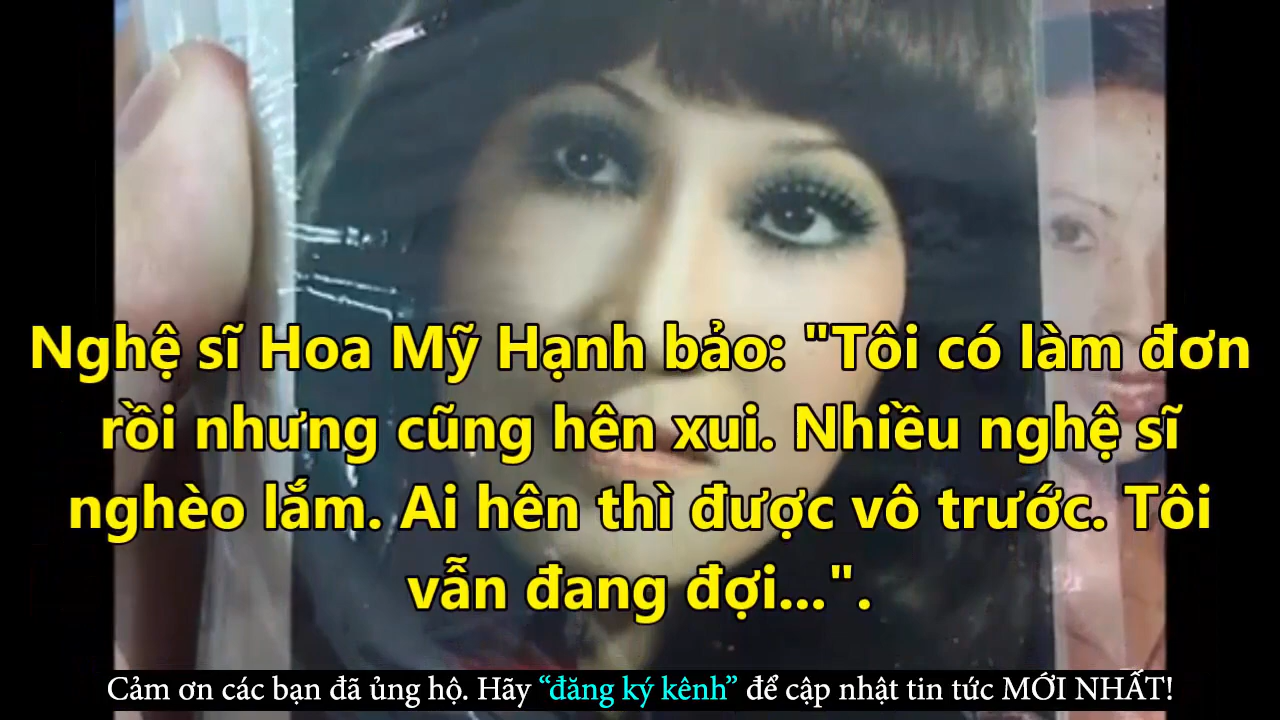 Nghệ sĩ Hoa Mỹ Hạnh bảo: "Tôi có làm đơn
rồi nhưng cũng hên xui. Nhiều nghệ sĩ
nghèo lắm. Ai hên thì được vô trước. Tôi
vẫn đang đợi...".
Cảm ơn các bạn đã ủng hộ. Hãy “đăng ký kênh” để cập nhật tin tức MỚI NHẤT!